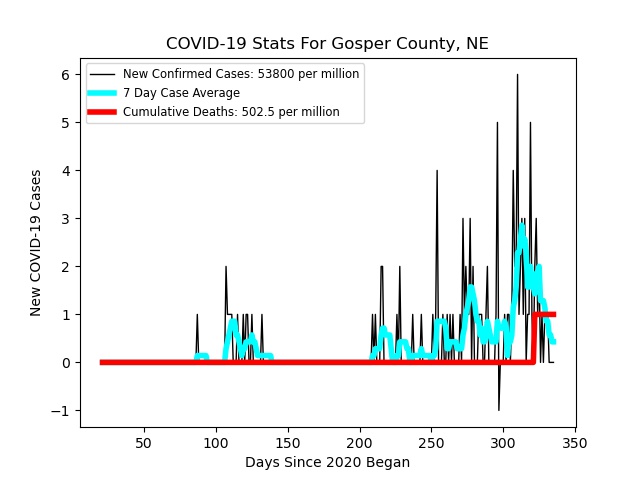 COVID-19 Stats For Gosper County, NE
New Confirmed Cases: 53800 per million
7 Day Case Average
Cumulative Deaths: 502.5 per million
New COVID-19 Cases
6
5
4
3
2
1
0
−1
50 100 150 200 250 300 350
Days Since 2020 Began